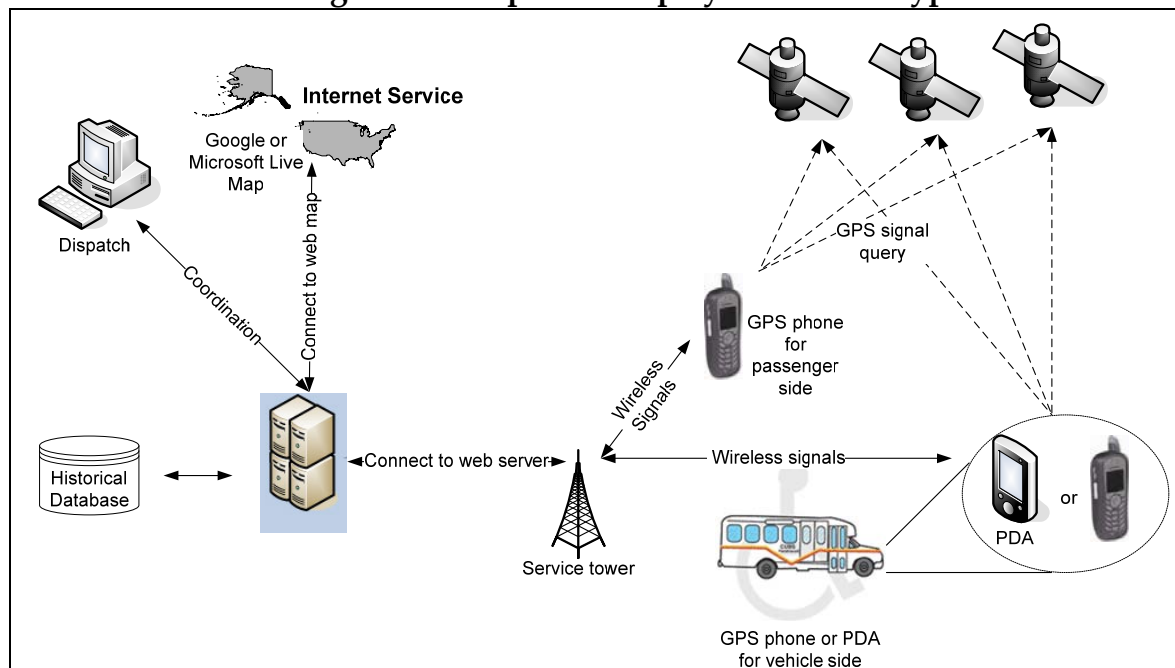 Internet Service
Google or
Microsoft Live
Map
Dispatch
Coordination
Connect to web map
GPS signal
query
GPS phone
for
passenger
side
Wireless
Signals
Historical
Database
Connect to web server
Wireless signals
or
PDA
Service tower
GPS phone or PDA
for vehicle side